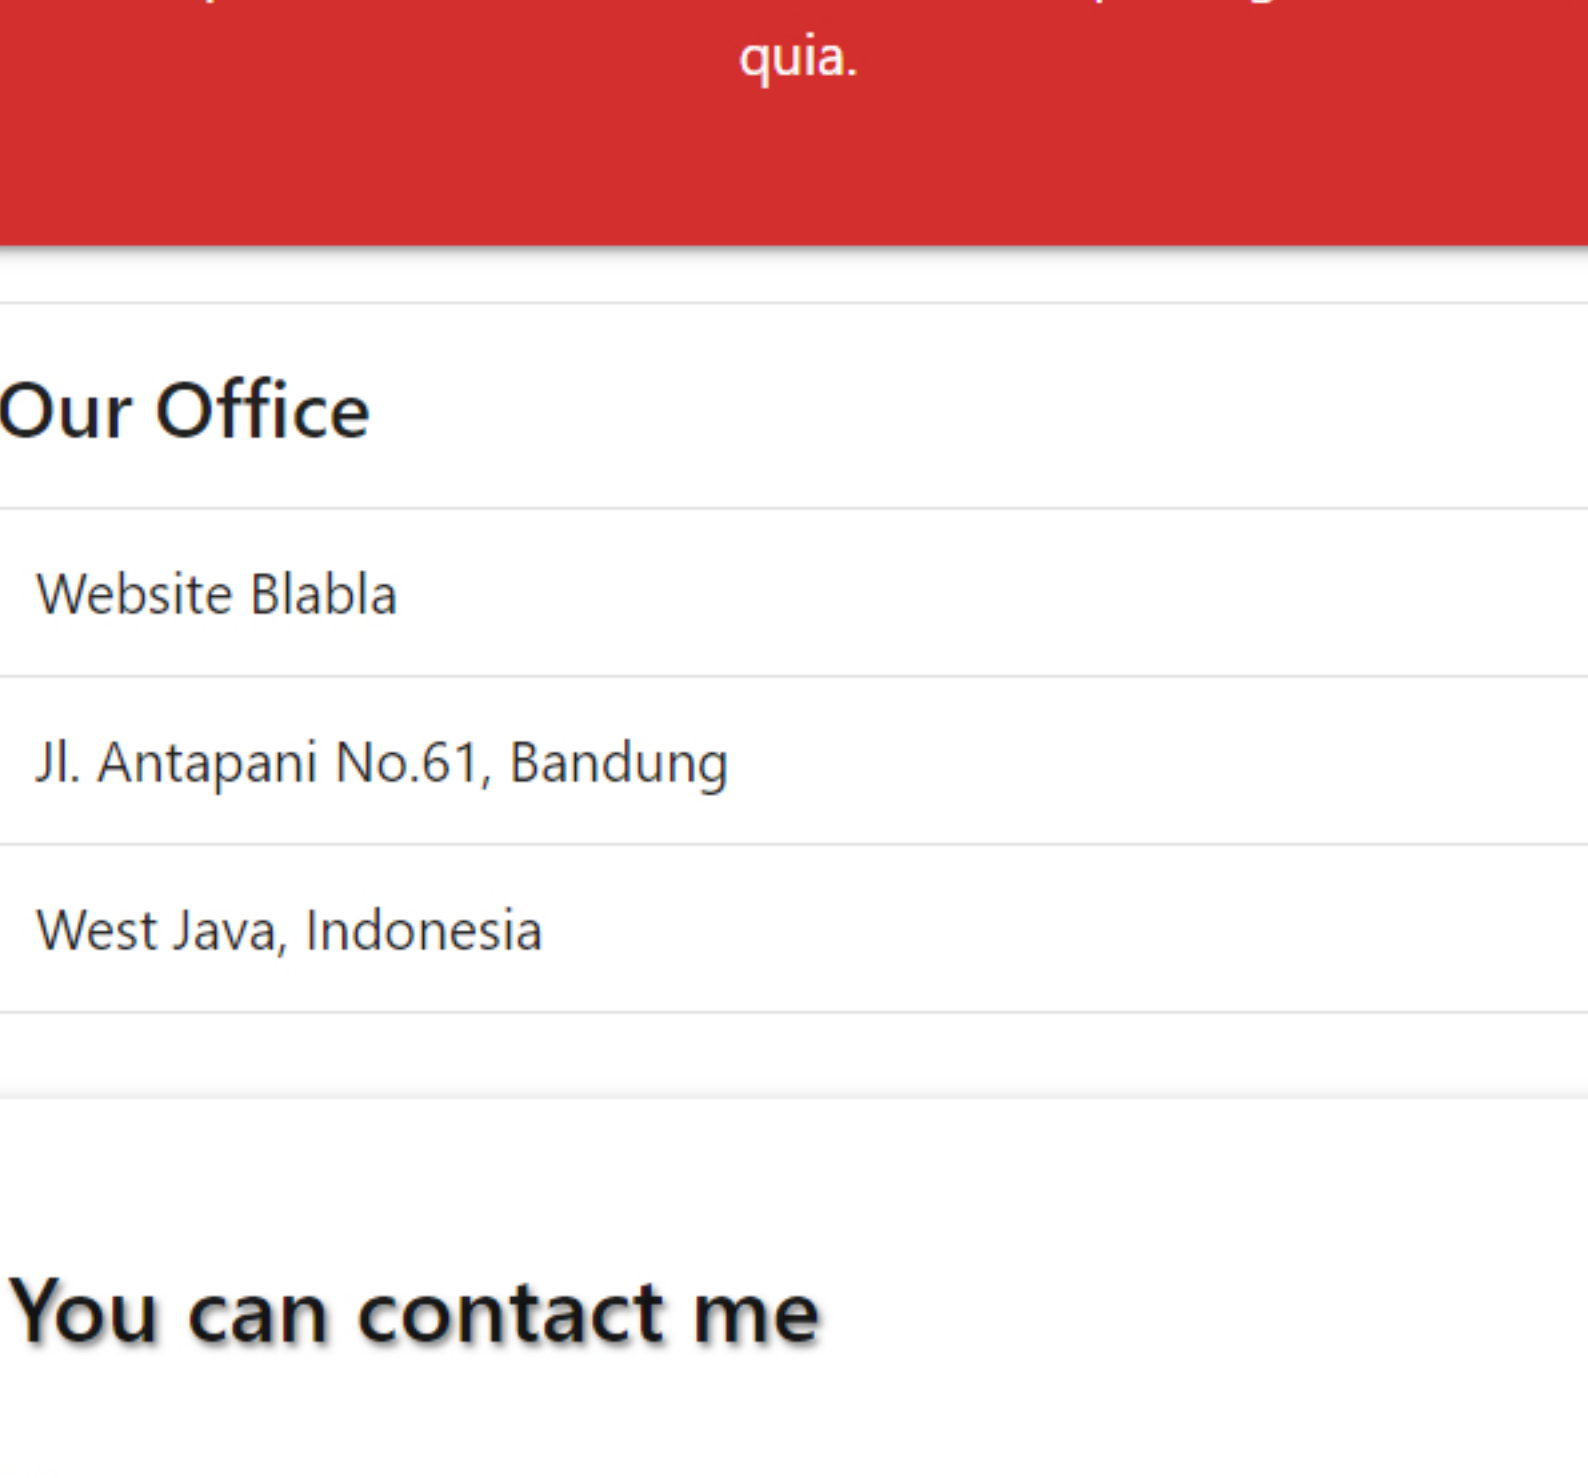 quia.
Our Office
Website Blabla
Jl. Antapani No.61, Bandung
West Java, Indonesia
You can contact me